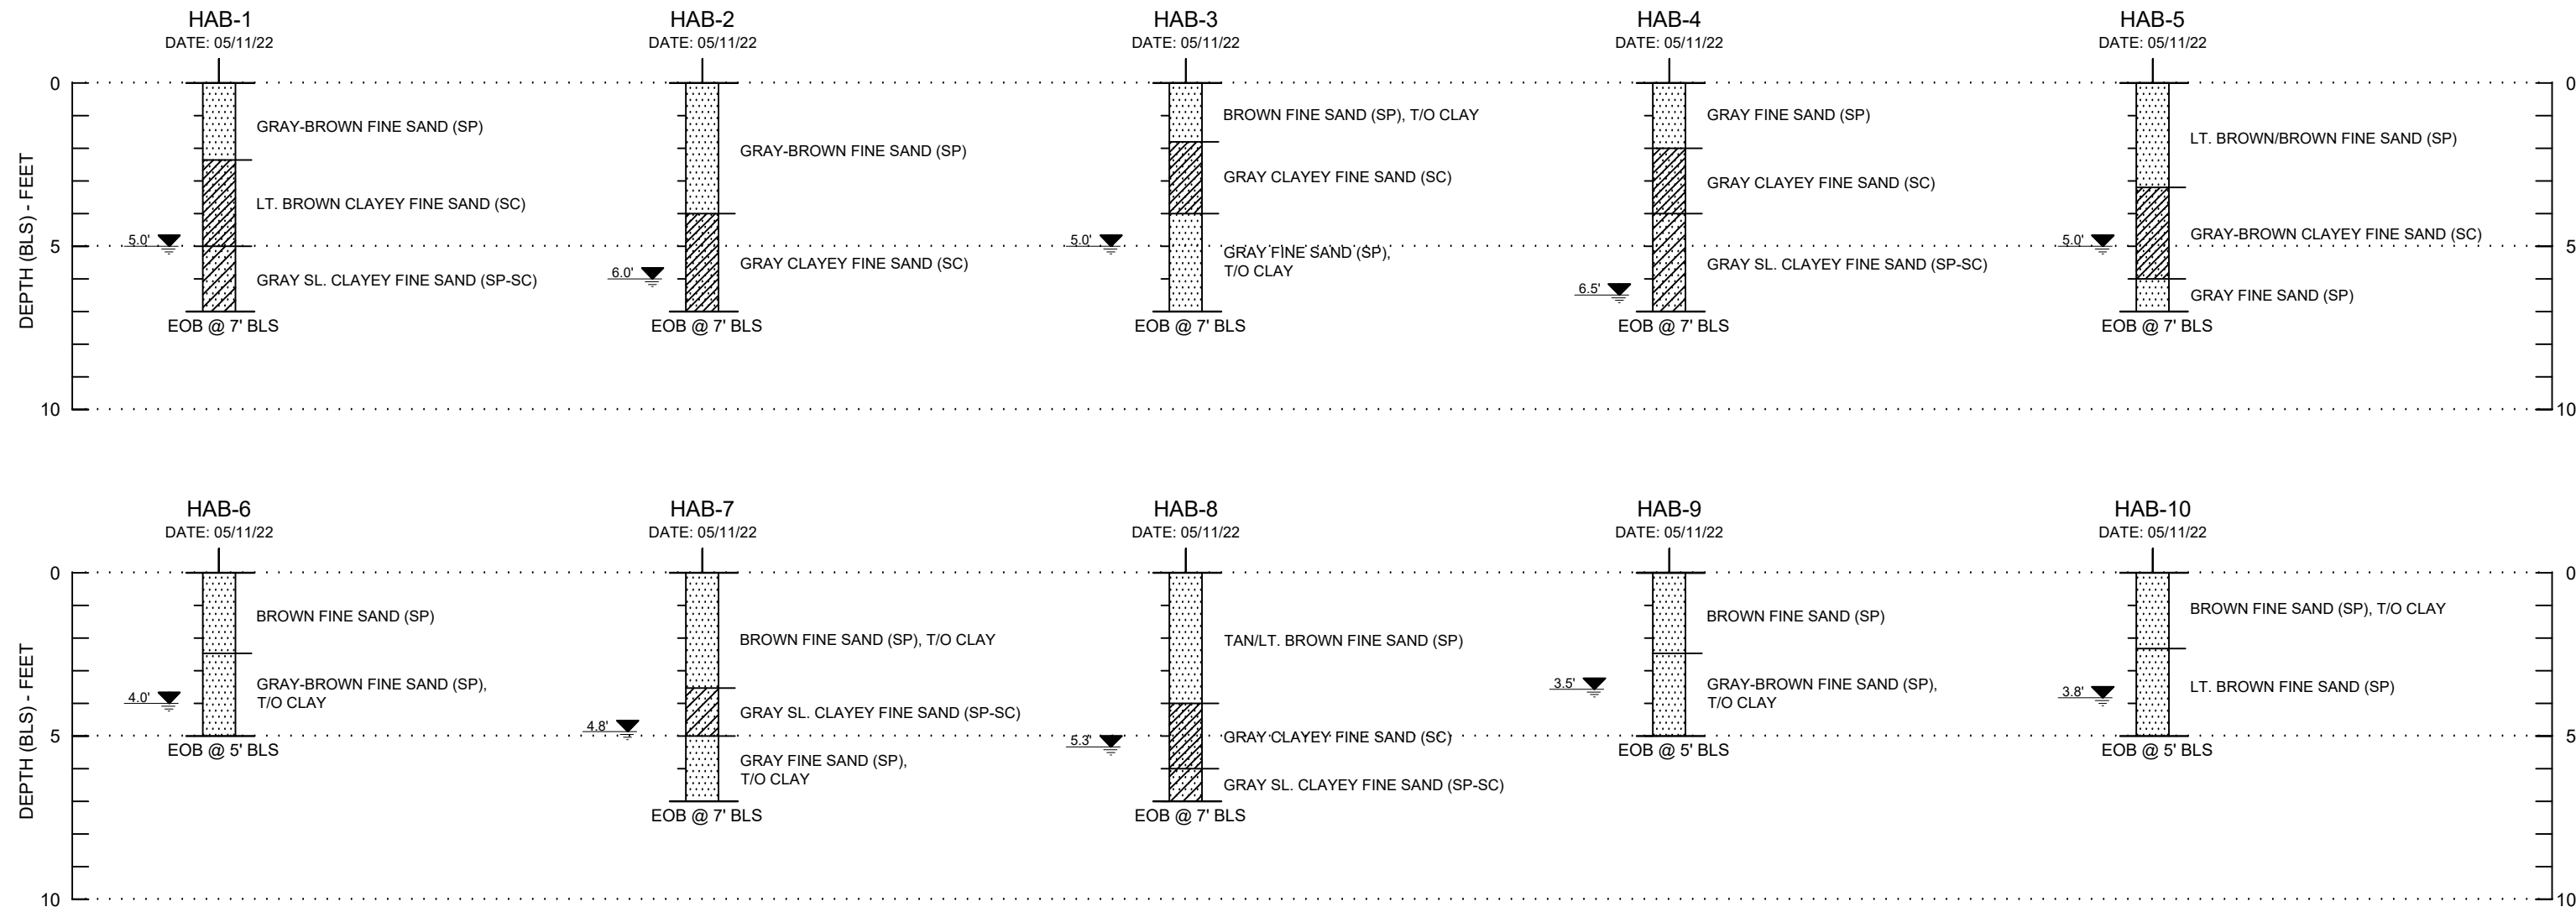 HAB-1
DATE: 05/11/22
HAB-2
DATE: 05/11/22
HAB-3
DATE: 05/11/22
HAB-4
DATE: 05/11/22
HAB-5
DATE: 05/11/22
DEPTH (BLS) - FEET
0
5
10
GRAY-BROWN FINE SAND (SP)
LT. BROWN CLAYEY FINE SAND (SC)
5.0'
GRAY SL. CLAYEY FINE SAND (SP-SC)
EOB @ 7' BLS
GRAY-BROWN FINE SAND (SP)
GRAY CLAYEY FINE SAND (SC)
6.0'
EOB @ 7' BLS
BROWN FINE SAND (SP), T/O CLAY
GRAY CLAYEY FINE SAND (SC)
5.0'
GRAY FINE SAND (SP),
T/O CLAY
EOB @ 7' BLS
GRAY FINE SAND (SP)
GRAY CLAYEY FINE SAND (SC)
GRAY SL. CLAYEY FINE SAND (SP-SC)
6.5'
EOB @ 7' BLS
LT. BROWN/BROWN FINE SAND (SP)
GRAY-BROWN CLAYEY FINE SAND (SC)
5.0'
GRAY FINE SAND (SP)
EOB @ 7' BLS
0
5
10
HAB-6
DATE: 05/11/22
HAB-7
DATE: 05/11/22
HAB-8
DATE: 05/11/22
HAB-9
DATE: 05/11/22
HAB-10
DATE: 05/11/22
DEPTH (BLS) - FEET
0
5
10
BROWN FINE SAND (SP)
GRAY-BROWN FINE SAND (SP),
T/O CLAY
4.0'
EOB @ 5' BLS
BROWN FINE SAND (SP), T/O CLAY
GRAY SL. CLAYEY FINE SAND (SP-SC)
4.8'
GRAY FINE SAND (SP),
T/O CLAY
EOB @ 7' BLS
TAN/LT. BROWN FINE SAND (SP)
GRAY CLAYEY FINE SAND (SC)
5.3'
GRAY SL. CLAYEY FINE SAND (SP-SC)
EOB @ 7' BLS
BROWN FINE SAND (SP)
3.5'
GRAY-BROWN FINE SAND (SP),
T/O CLAY
EOB @ 5' BLS
BROWN FINE SAND (SP), T/O CLAY
LT. BROWN FINE SAND (SP)
3.8'
EOB @ 5' BLS
0
5
10